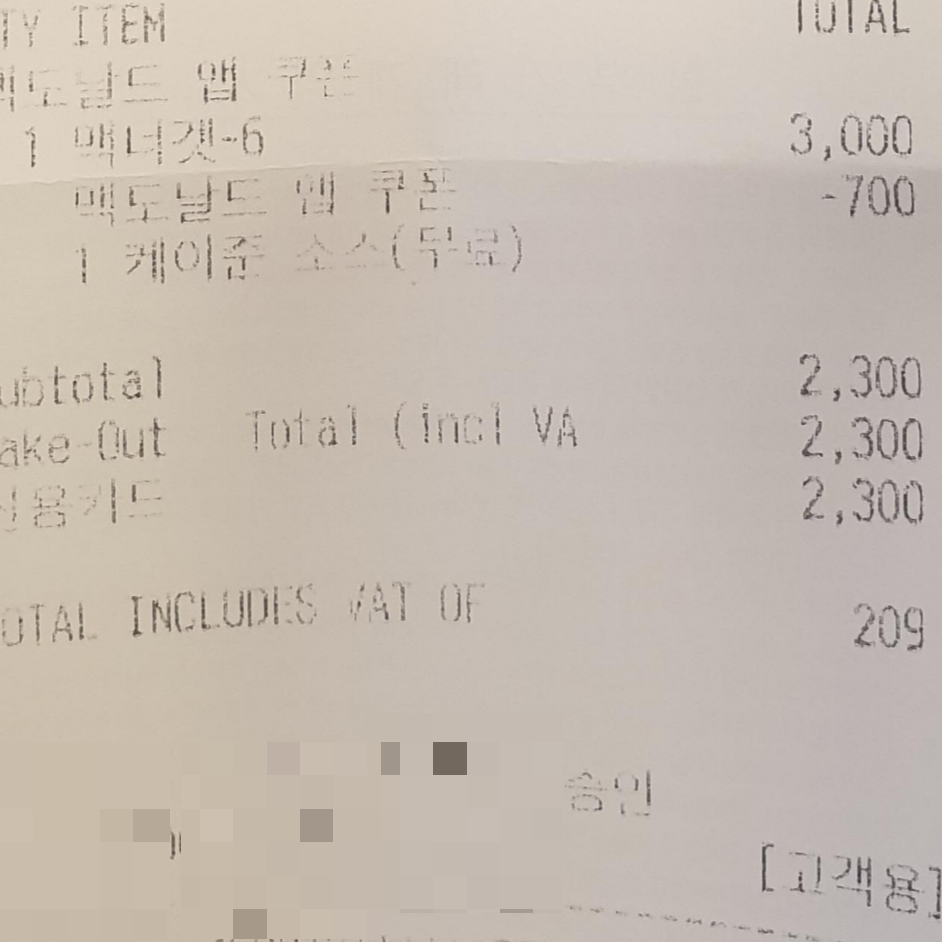 TY ITEM TOTAL
맥도날드 앱 쿠폰
1 맥너겟-6 3,000
맥도날드 앱 쿠폰 -700
1 케이준 소스(무료)
ubtotal 2,300
ake-Out Total (incl VA 2,300
신용카드 2,300
OTAL INCLUDES VAT OF 209
승인
[고객용]